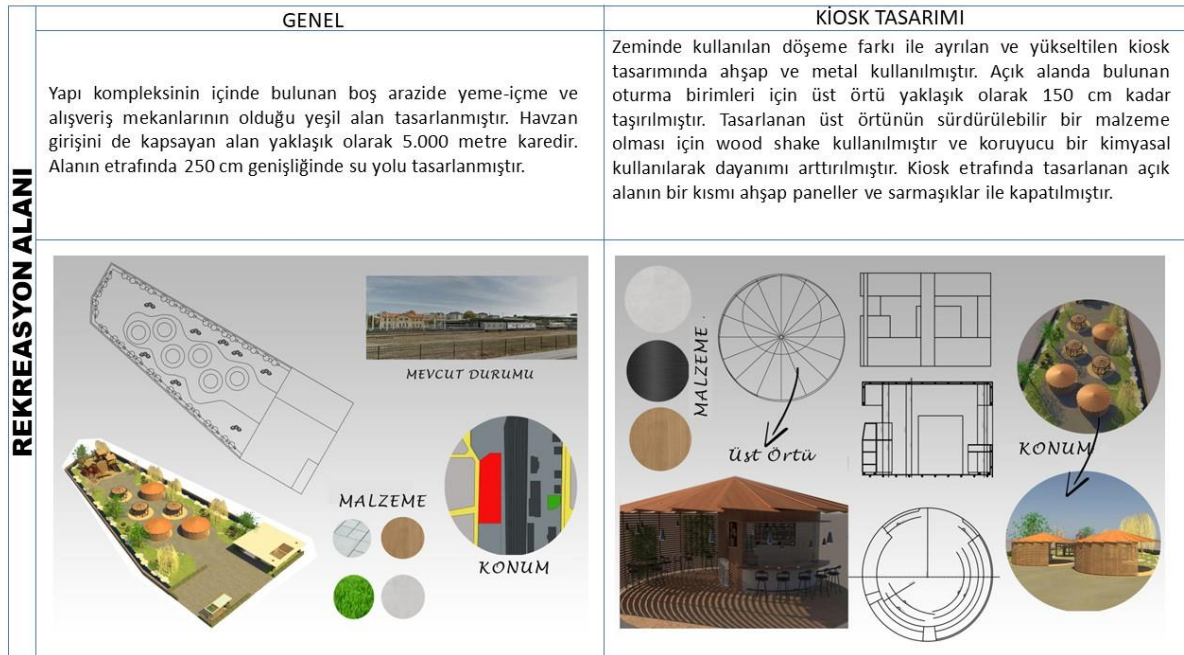 REKREASYON ALANI
GENEL
Yapı kompleksinin içinde bulunan boş arazide yeme-içme ve
alışveriş mekanlarının olduğu yeşil alan tasarlanmıştır. Havzan
girişini de kapsayan alan yaklaşık olarak 5.000 metre karedir.
Alanın etrafında 250 cm genişliğinde su yolu tasarlanmıştır.
KİOSK TASARIMI
Zeminde kullanılan döşeme farkı ile ayrılan ve yükseltilen kiosk
tasarımında ahşap ve metal kullanılmıştır. Açık alanda bulunan
oturma birimleri için üst örtü yaklaşık olarak 150 cm kadar
taşırılmıştır. Tasarlanan üst örtünün sürdürülebilir bir malzeme
olması için wood shake kullanılmıştır ve koruyucu bir kimyasal
kullanılarak dayanımı arttırılmıştır. Kiosk etrafında tasarlanan açık
alanın bir kısmı ahşap paneller ve sarmaşıklar ile kapatılmıştır.
MEVCUT DURUMU
MALZEME
KONUM
MALZEME .
Üst Örtü
KONUM